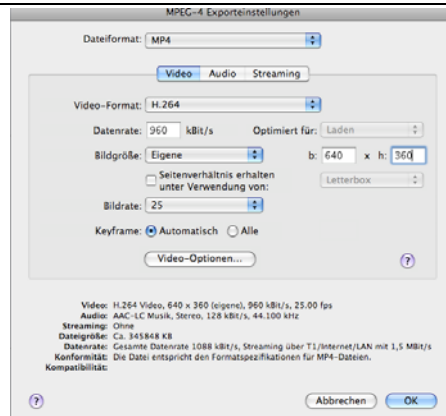 MPEG-4 Exporteinstellungen
Dateiformat: MP4
Video Audio Streaming
Video-Format: H.264
Datenrate: 960 kBit/s Optimiert für: Laden
Bildgröße: Eigene b: 640 x h: 360
Seitenverhältnis erhalten unter Verwendung von: Letterbox
Bildrate: 25
Keyframe: Automatisch Alle
Video-Optionen... ?
Video: H.264 Video, 640 x 360 (eigene), 960 kBit/s, 25.00 fps
Audio: AAC-LC Musik, Stereo, 128 kBit/s, 44.100 kHz
Streaming: Ohne
Dateigröße: Ca. 345848 KB
Datenrate: Gesamte Datenrate 1088 kBit/s, Streaming über T1/Internet/LAN mit 1,5 MBit/s
Konformität: Die Datei entspricht den Formatspezifikationen für MP4-Dateien.
Kompatibilität:
? Abbrechen OK